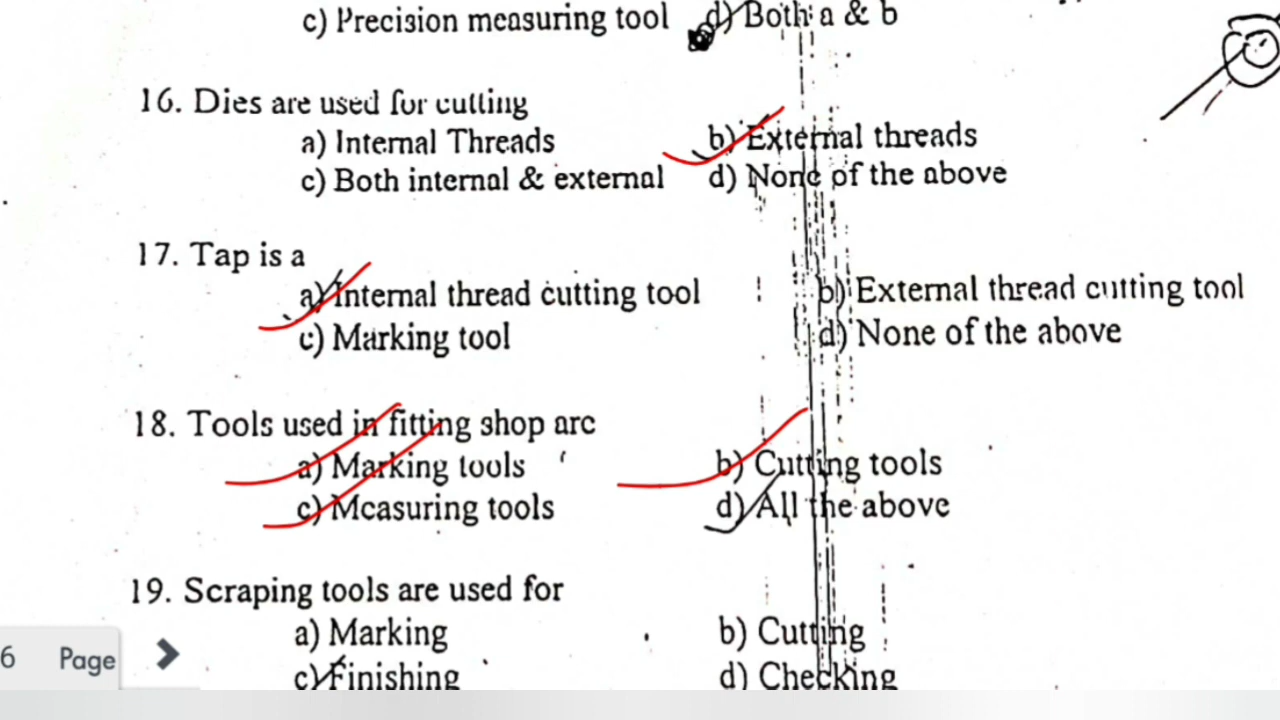 c) Precision measuring tool d) Both a & b
16. Dies are used for cutting
a) Internal Threads b) External threads
c) Both internal & external d) None of the above
17. Tap is a
a) Internal thread cutting tool b) External thread cutting tool
c) Marking tool d) None of the above
18. Tools used in fitting shop are
a) Marking tools b) Cutting tools
c) Measuring tools d) All the above
19. Scraping tools are used for
a) Marking b) Cutting
c) Finishing d) Checking
6 Page